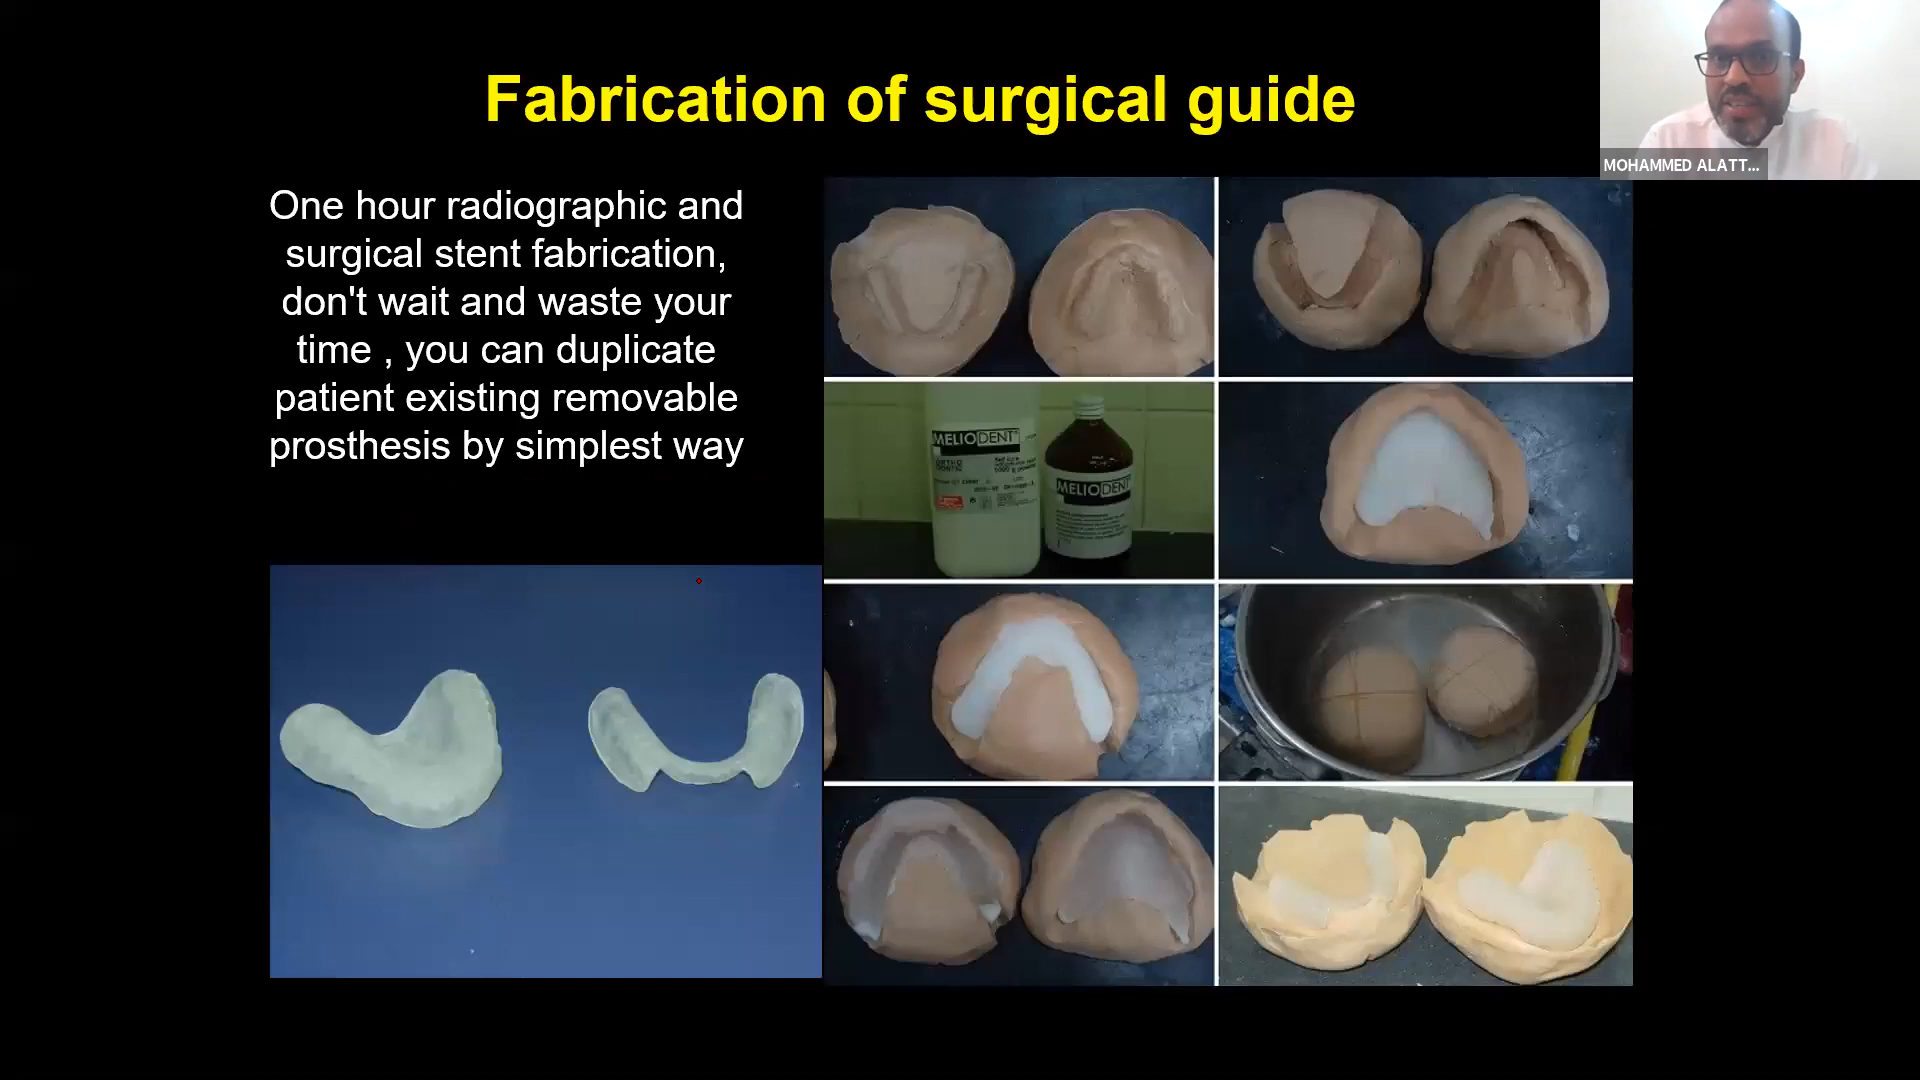 Fabrication of surgical guide
MOHAMMED ALATT...
One hour radiographic and
surgical stent fabrication,
don't wait and waste your
time , you can duplicate
patient existing removable
prosthesis by simplest way
MELIODENT
MELIODENT